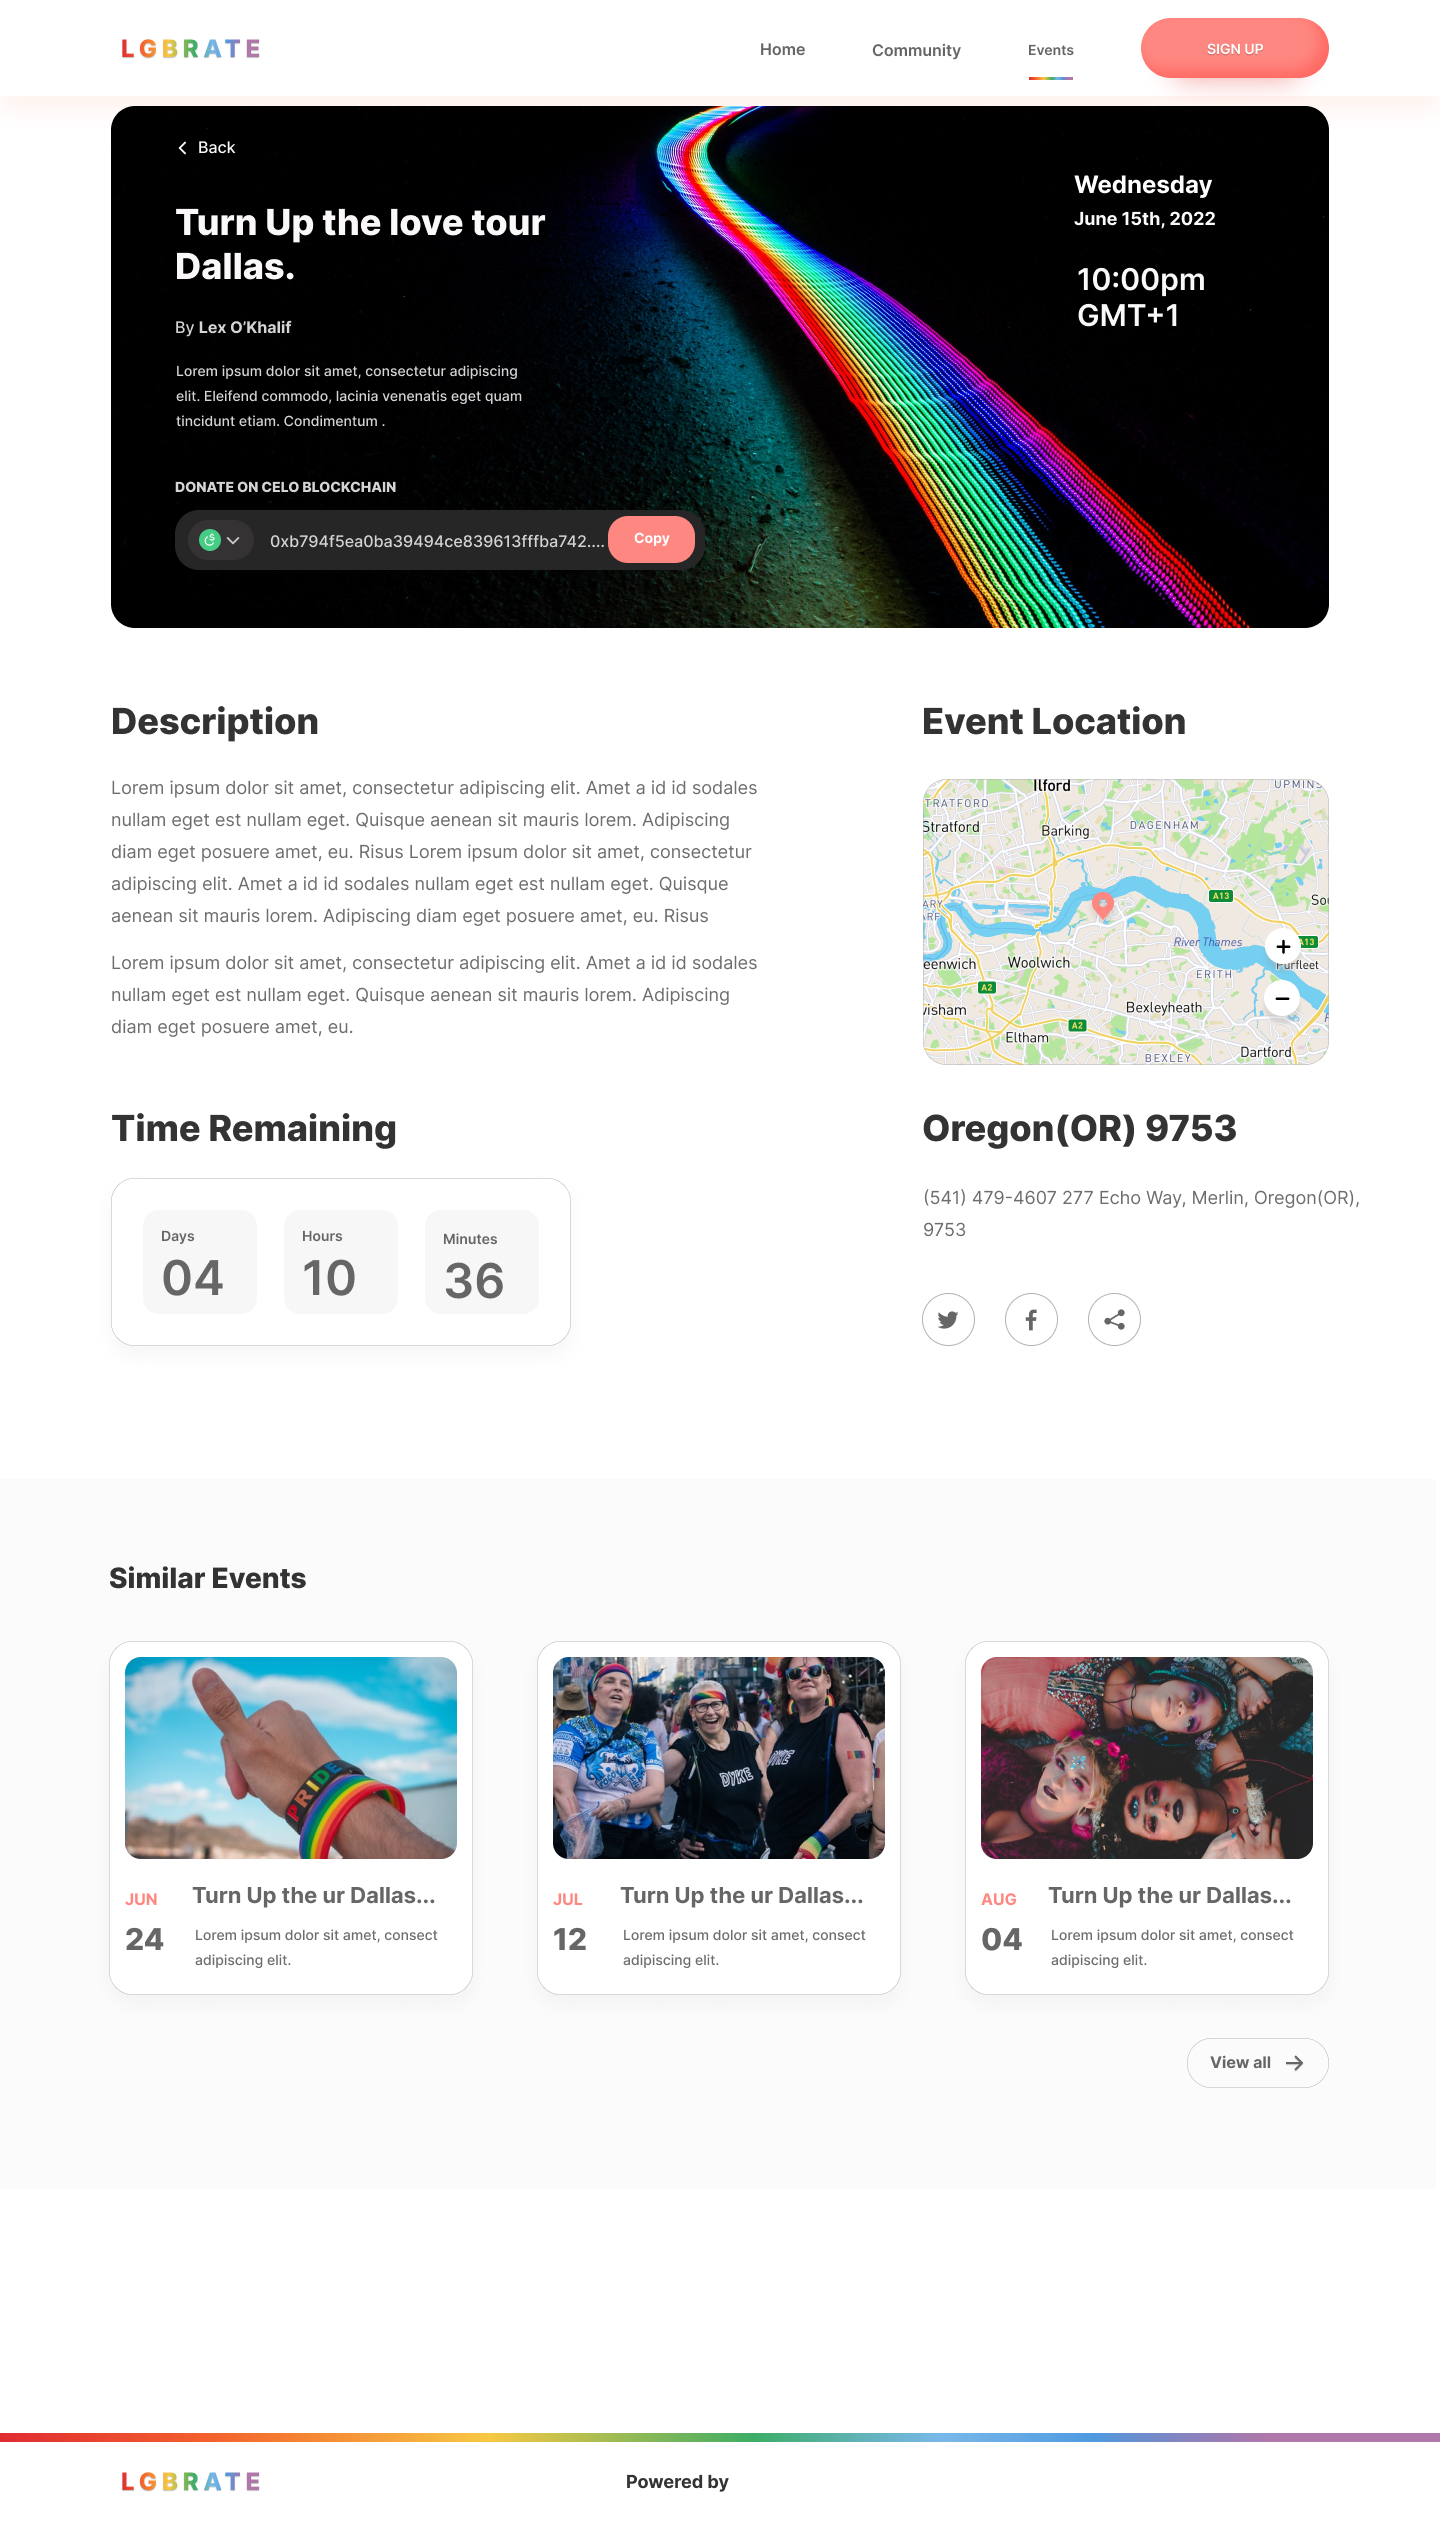 LGBRATE
Home
Community
Events
SIGN UP
Back
Turn Up the love tour
Dallas.
By Lex O’Khalif
Lorem ipsum dolor sit amet, consectetur adipiscing
elit. Eleifend commodo, lacinia venenatis eget quam
tincidunt etiam. Condimentum .
DONATE ON CELO BLOCKCHAIN
0xb794f5ea0ba39494ce839613fffba742....
Copy
Wednesday
June 15th, 2022
10:00pm
GMT+1
Description
Lorem ipsum dolor sit amet, consectetur adipiscing elit. Amet a id id sodales
nullam eget est nullam eget. Quisque aenean sit mauris lorem. Adipiscing
diam eget posuere amet, eu. Risus Lorem ipsum dolor sit amet, consectetur
adipiscing elit. Amet a id id sodales nullam eget est nullam eget. Quisque
aenean sit mauris lorem. Adipiscing diam eget posuere amet, eu. Risus
Lorem ipsum dolor sit amet, consectetur adipiscing elit. Amet a id id sodales
nullam eget est nullam eget. Quisque aenean sit mauris lorem. Adipiscing
diam eget posuere amet, eu.
Event Location
Ilford
UPMINS
TRATFORD
Stratford
Barking
DAGENHAM
A13
ARY
ARF
Sou
River Thames
A13
eenwich
Woolwich
ERITH
Purfleet
A2
wisham
Bexleyheath
A2
Eltham
BEXLEY
Dartford
Time Remaining
Days
04
Hours
10
Minutes
36
Oregon(OR) 9753
(541) 479-4607 277 Echo Way, Merlin, Oregon(OR),
9753
Similar Events
PRIDE
JUN
24
Turn Up the ur Dallas...
Lorem ipsum dolor sit amet, consect
adipiscing elit.
DYKE
DYKE
JUL
12
Turn Up the ur Dallas...
Lorem ipsum dolor sit amet, consect
adipiscing elit.
AUG
04
Turn Up the ur Dallas...
Lorem ipsum dolor sit amet, consect
adipiscing elit.
View all
LGBRATE
Powered by